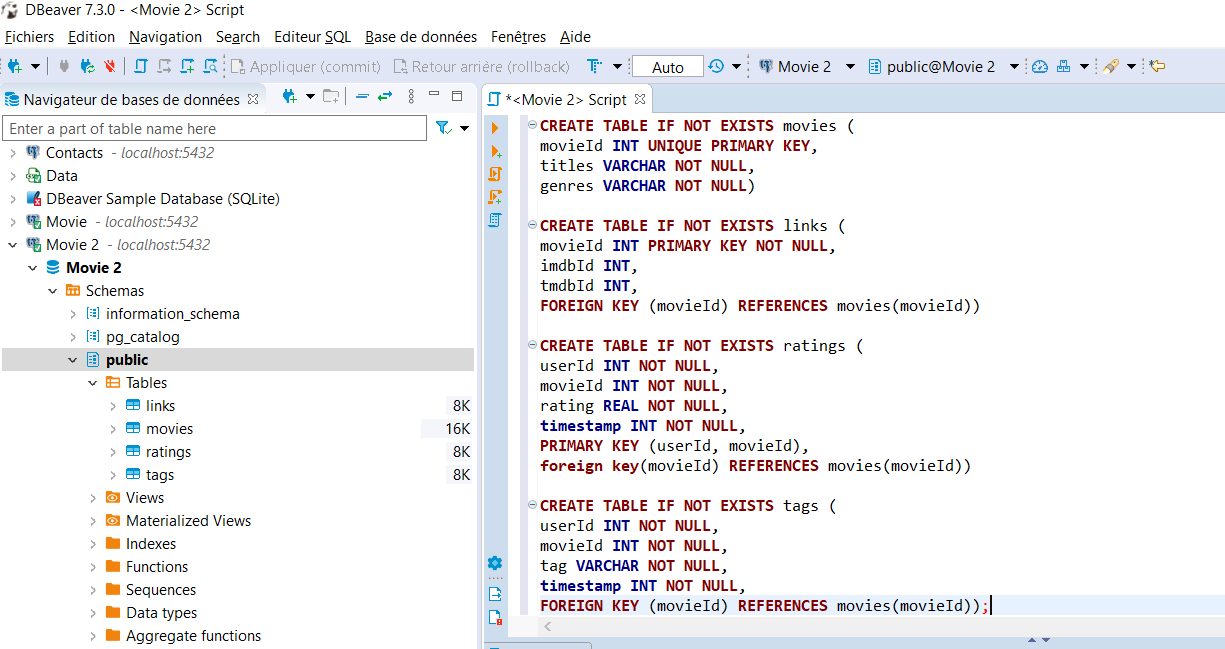 DBeaver 7.3.0 - <Movie 2> Script
Fichiers Edition Navigation Search Editeur SQL Base de données Fenêtres Aide
Appliquer (commit) Retour arrière (rollback) Auto Movie 2 public@Movie 2
Navigateur de bases de données
Enter a part of table name here
Contacts - localhost:5432
Data
DBeaver Sample Database (SQLite)
Movie - localhost:5432
Movie 2 - localhost:5432
Movie 2
Schemas
information_schema
pg_catalog
public
Tables
links 8K
movies 16K
ratings 8K
tags 8K
Views
Materialized Views
Indexes
Functions
Sequences
Data types
Aggregate functions
*<Movie 2> Script
CREATE TABLE IF NOT EXISTS movies (
movieId INT UNIQUE PRIMARY KEY,
titles VARCHAR NOT NULL,
genres VARCHAR NOT NULL)
CREATE TABLE IF NOT EXISTS links (
movieId INT PRIMARY KEY NOT NULL,
imdbId INT,
tmdbId INT,
FOREIGN KEY (movieId) REFERENCES movies(movieId))
CREATE TABLE IF NOT EXISTS ratings (
userId INT NOT NULL,
movieId INT NOT NULL,
rating REAL NOT NULL,
timestamp INT NOT NULL,
PRIMARY KEY (userId, movieId),
foreign key(movieId) REFERENCES movies(movieId))
CREATE TABLE IF NOT EXISTS tags (
userId INT NOT NULL,
movieId INT NOT NULL,
tag VARCHAR NOT NULL,
timestamp INT NOT NULL,
FOREIGN KEY (movieId) REFERENCES movies(movieId));